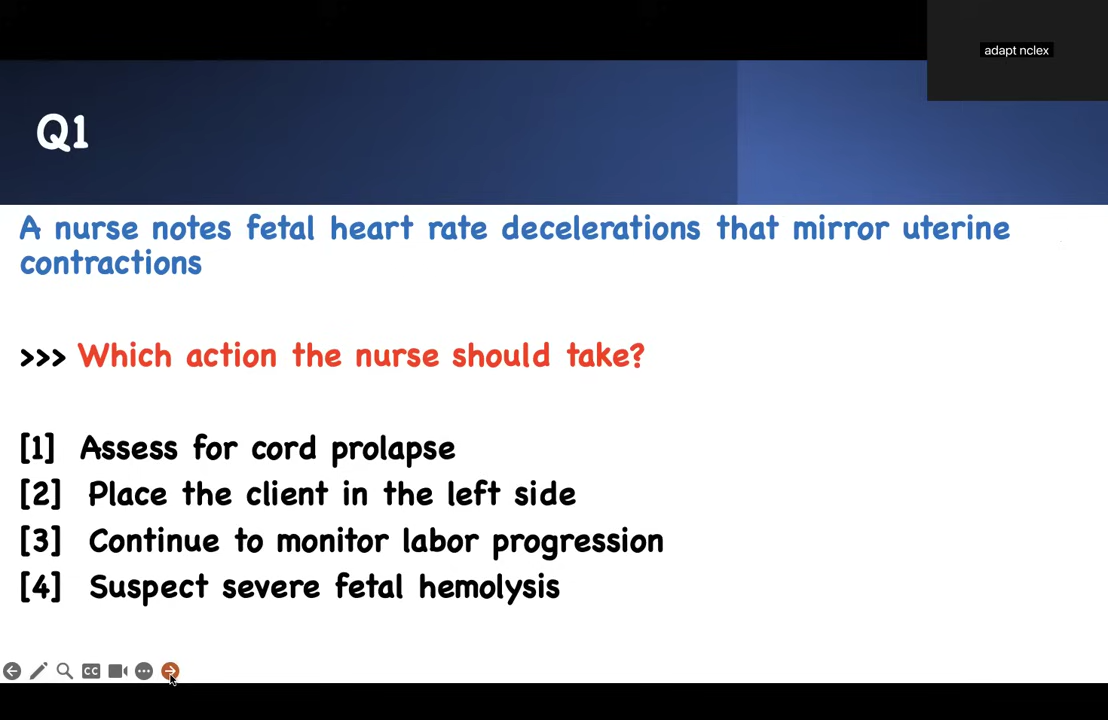 adapt nclex
Q1
A nurse notes fetal heart rate decelerations that mirror uterine
contractions
>>> Which action the nurse should take?
[1] Assess for cord prolapse
[2] Place the client in the left side
[3] Continue to monitor labor progression
[4] Suspect severe fetal hemolysis
CC